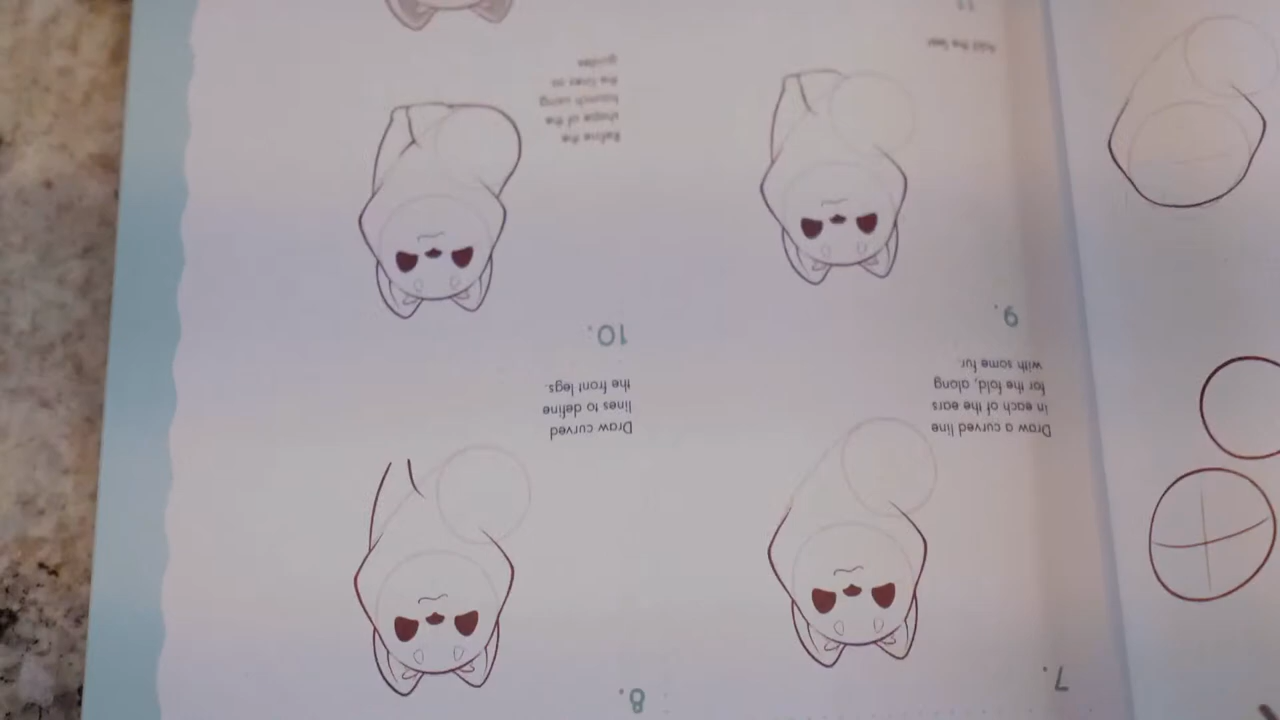 7.
Draw a curved line
in each of the ears
for the fold, along
with some fur.
8.
Draw curved
lines to define
the front legs.
9.
10.
Refine the
shape of the
haunch using
the lines as
guides
11